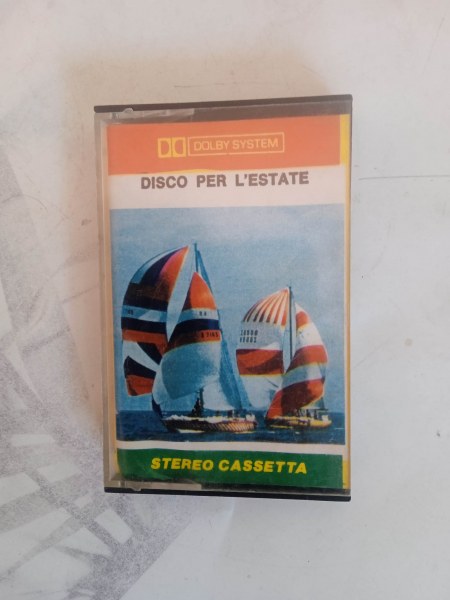 DOLBY SYSTEM
DISCO PER L'ESTATE
STEREO CASSETTA